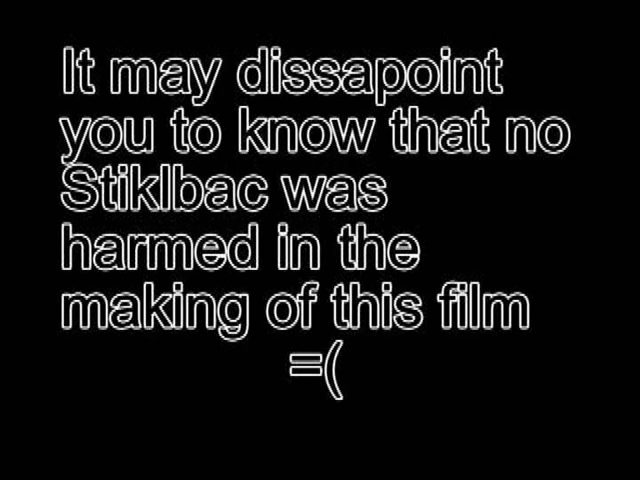 It may dissapoint
you to know that no
Stiklbac was
harmed in the
making of this film
=(